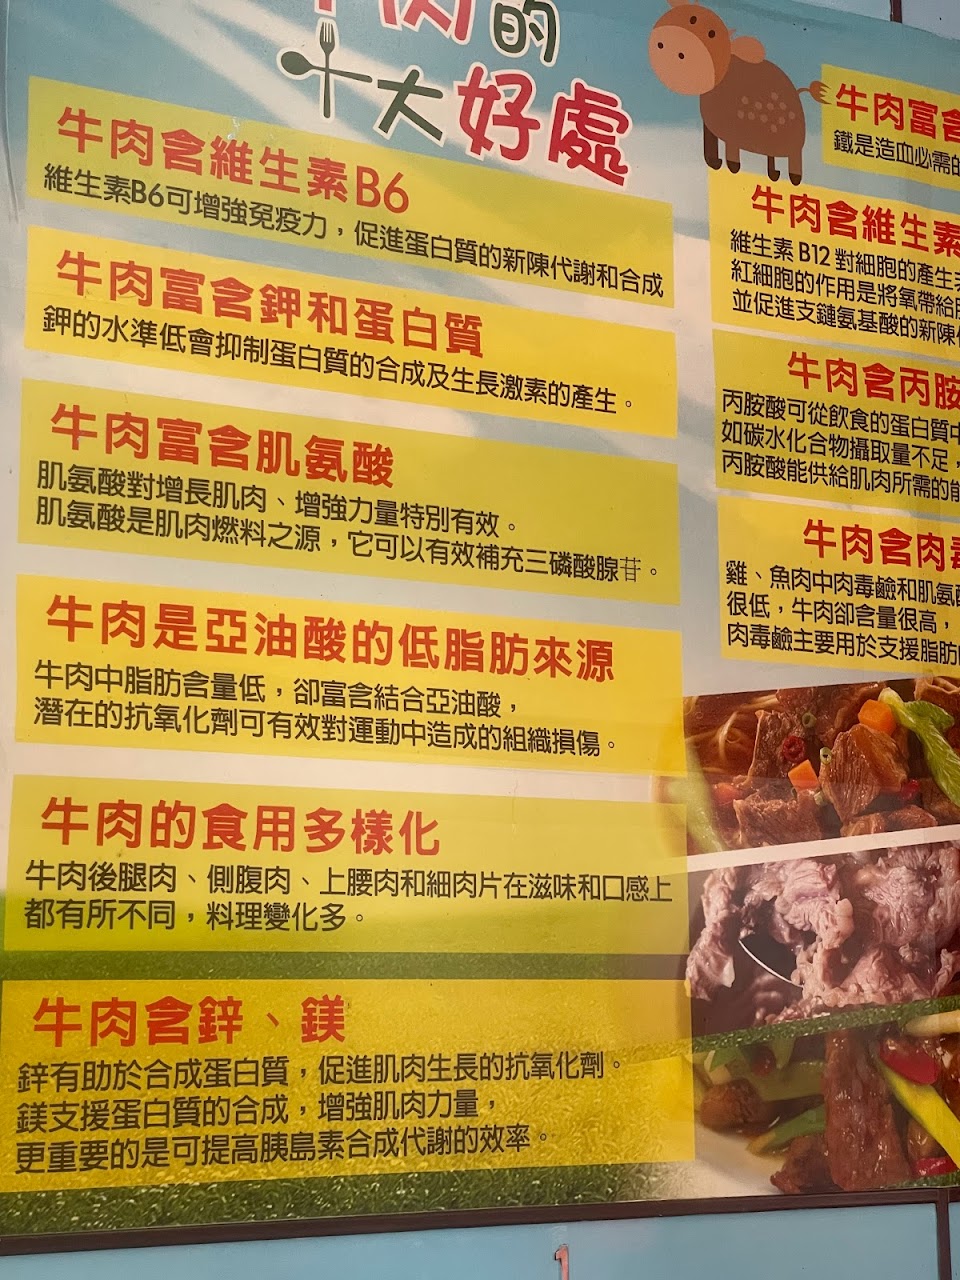 牛肉的
十大好處
牛肉含維生素B6
維生素B6可增強免疫力，促進蛋白質的新陳代謝和合成
牛肉富含鉀和蛋白質
鉀的水準低會抑制蛋白質的合成及生長激素的產生。
牛肉富含肌氨酸
肌氨酸對增長肌肉、增強力量特別有效。
肌氨酸是肌肉燃料之源，它可以有效補充三磷酸腺苷。
牛肉是亞油酸的低脂肪來源
牛肉中脂肪含量低，卻富含結合亞油酸，
潛在的抗氧化劑可有效對運動中造成的組織損傷。
牛肉的食用多樣化
牛肉後腿肉、側腹肉、上腰肉和細肉片在滋味和口感上
都有所不同，料理變化多。
牛肉含鋅、鎂
鋅有助於合成蛋白質，促進肌肉生長的抗氧化劑。
鎂支援蛋白質的合成，增強肌肉力量，
更重要的是可提高胰島素合成代謝的效率。
牛肉富含
鐵是造血必需的
牛肉含維生素
維生素 B12 對細胞的產生
紅細胞的作用是將氧帶給
並促進支鏈氨基酸的新陳
牛肉含丙胺
丙胺酸可從飲食的蛋白質中
如碳水化合物攝取量不足，
丙胺酸能供給肌肉所需的能
牛肉含肉毒
雞、魚肉中肉毒鹼和肌氨
很低，牛肉卻含量很高，
肉毒鹼主要用於支援脂肪